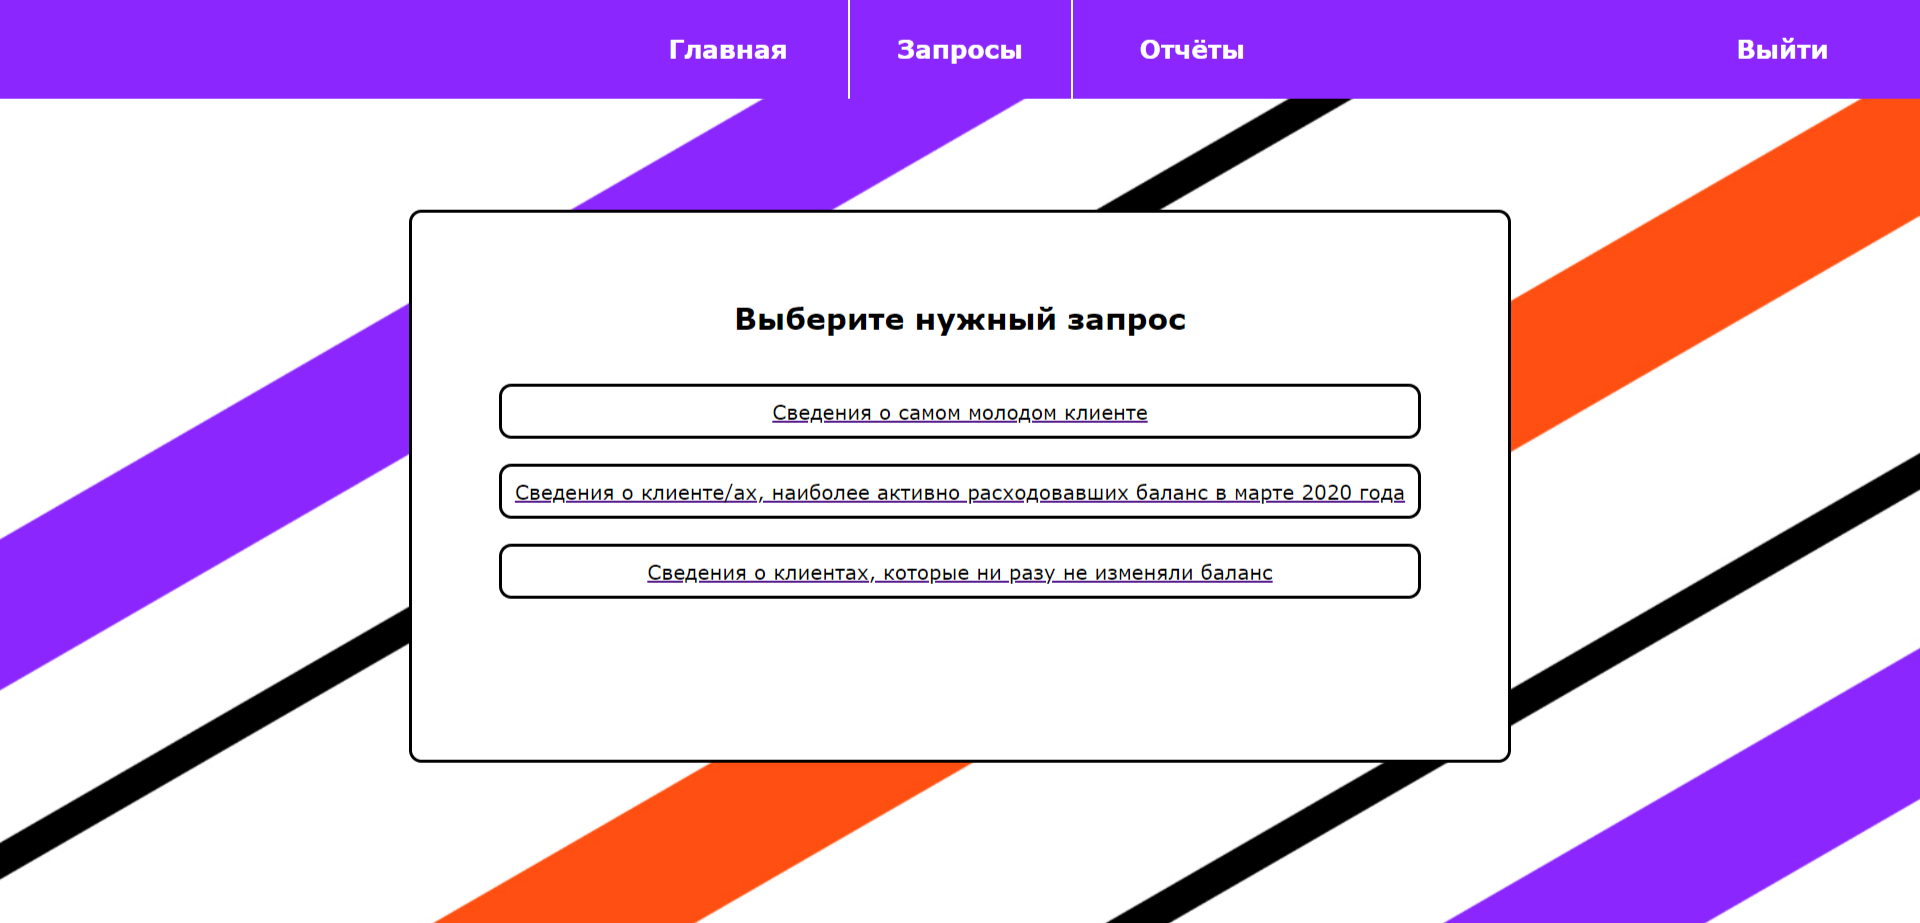 Главная
Запросы
Отчёты
Выйти
Выберите нужный запрос
Сведения о самом молодом клиенте
Сведения о клиенте/ах, наиболее активно расходовавших баланс в марте 2020 года
Сведения о клиентах, которые ни разу не изменяли баланс